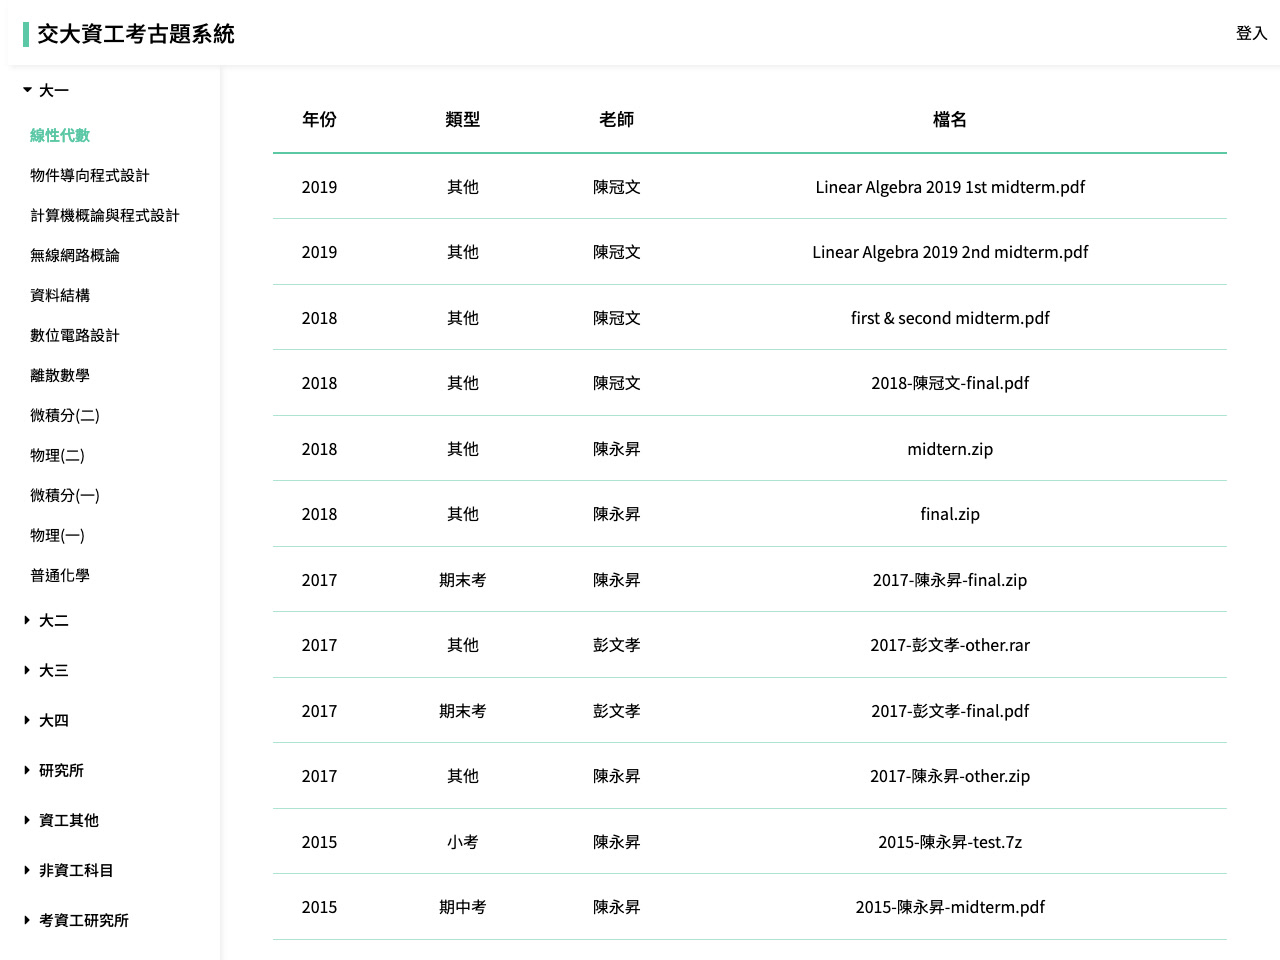 交大資工考古題系統
登入
大一
線性代數
物件導向程式設計
計算機概論與程式設計
無線網路概論
資料結構
數位電路設計
離散數學
微積分(二)
物理(二)
微積分(一)
物理(一)
普通化學
大二
大三
大四
研究所
資工其他
非資工科目
考資工研究所
年份 類型 老師 檔名
2019 其他 陳冠文 Linear Algebra 2019 1st midterm.pdf
2019 其他 陳冠文 Linear Algebra 2019 2nd midterm.pdf
2018 其他 陳冠文 first & second midterm.pdf
2018 其他 陳冠文 2018-陳冠文-final.pdf
2018 其他 陳永昇 midtern.zip
2018 其他 陳永昇 final.zip
2017 期末考 陳永昇 2017-陳永昇-final.zip
2017 其他 彭文孝 2017-彭文孝-other.rar
2017 期末考 彭文孝 2017-彭文孝-final.pdf
2017 其他 陳永昇 2017-陳永昇-other.zip
2015 小考 陳永昇 2015-陳永昇-test.7z
2015 期中考 陳永昇 2015-陳永昇-midterm.pdf